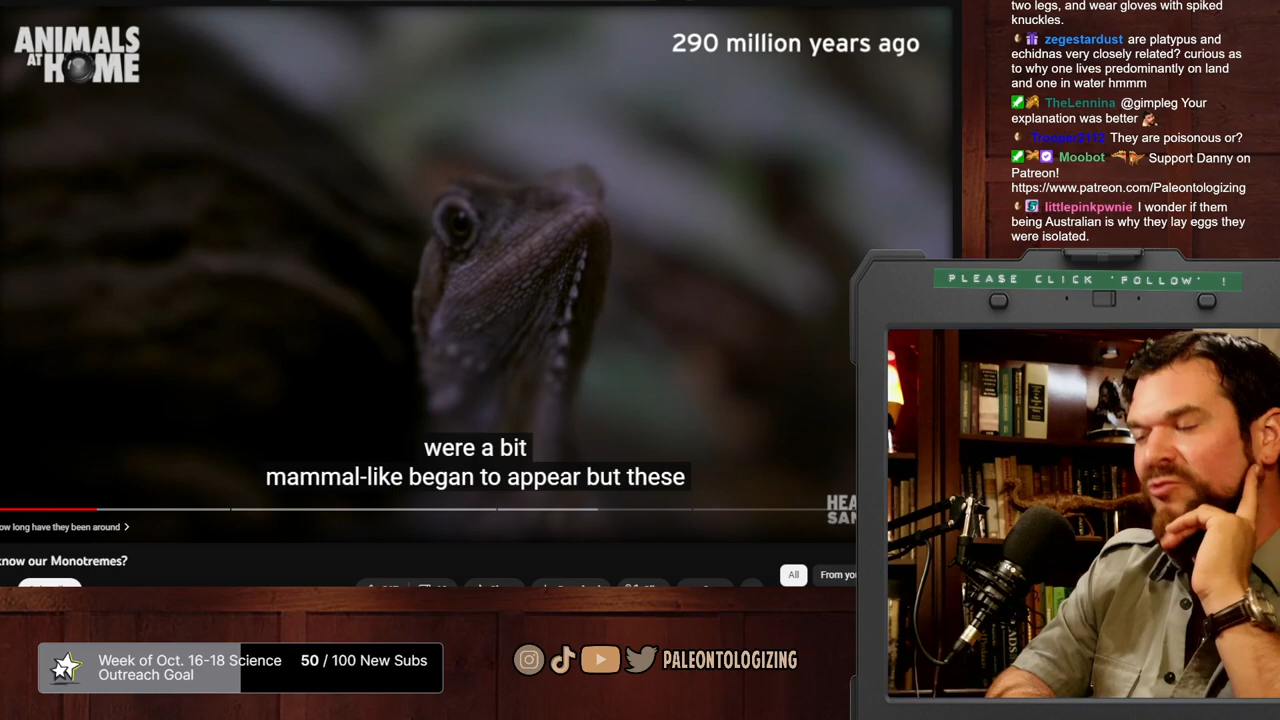 ANIMALS
AT HOME
290 million years ago
were a bit
mammal-like began to appear but these
HEA
SAN
ow long have they been around >
know our Monotremes?
All
From you
two legs, and wear gloves with spiked
knuckles.
zegestardust are platypus and
echidnas very closely related? curious as
to why one lives predominantly on land
and one in water hmmm
TheLennina @gimpleg Your
explanation was better
Trooper2112 They are poisonous or?
Moobot Support Danny on
Patreon!
https://www.patreon.com/Paleontologizing
littlepinkpwnie I wonder if them
being Australian is why they lay eggs they
were isolated.
PLEASE CLICK "FOLLOW" !
Week of Oct. 16-18 Science
Outreach Goal
50 / 100 New Subs
PALEONTOLOGIZING